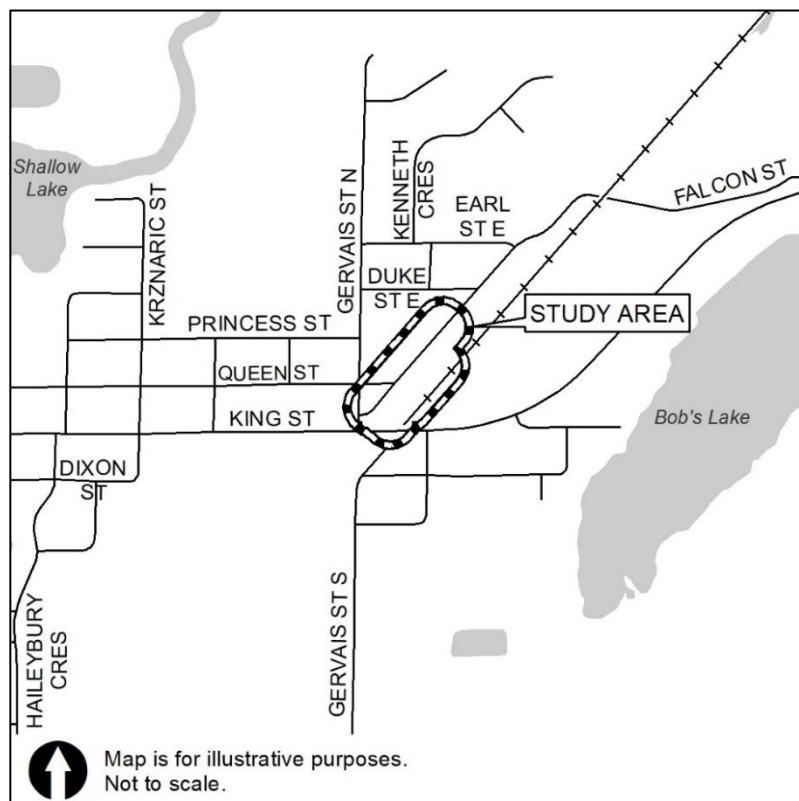 Shallow
Lake
KRZNARIC ST
GERVAIS ST N
KENNETH
CRES
EARL
ST E
FALCON ST
DUKE
ST E
STUDY AREA
PRINCESS ST
QUEEN ST
KING ST
Bob's Lake
DIXON
ST
HAILEYBURY
CRES
GERVAIS ST S
Map is for illustrative purposes.
Not to scale.